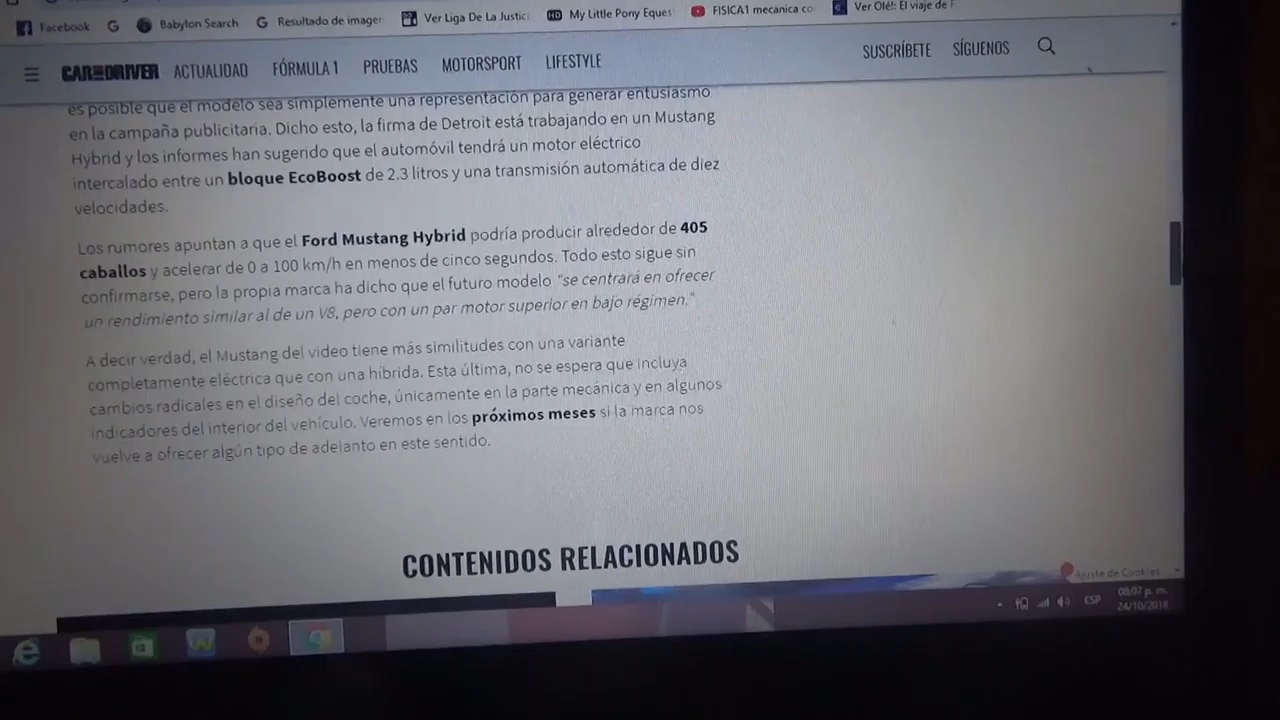 Facebook
Babylon Search
Resultado de imagen
Ver Liga De La Justici
HD My Little Pony Eques
FISICA1 mecanica co
Ver Olé!: El viaje de F
CAR AND DRIVER ACTUALIDAD FÓRMULA 1 PRUEBAS MOTORSPORT LIFESTYLE SUSCRÍBETE SÍGUENOS
es posible que el modelo sea simplemente una representación para generar entusiasmo
en la campaña publicitaria. Dicho esto, la firma de Detroit está trabajando en un Mustang
Hybrid y los informes han sugerido que el automóvil tendrá un motor eléctrico
intercalado entre un bloque EcoBoost de 2.3 litros y una transmisión automática de diez
velocidades.
Los rumores apuntan a que el Ford Mustang Hybrid podría producir alrededor de 405
caballos y acelerar de 0 a 100 km/h en menos de cinco segundos. Todo esto sigue sin
confirmarse, pero la propia marca ha dicho que el futuro modelo “se centrará en ofrecer
un rendimiento similar al de un V8, pero con un par motor superior en bajo régimen.”
A decir verdad, el Mustang del video tiene más similitudes con una variante
completamente eléctrica que con una híbrida. Esta última, no se espera que incluya
cambios radicales en el diseño del coche, únicamente en la parte mecánica y en algunos
indicadores del interior del vehículo. Veremos en los próximos meses si la marca nos
vuelve a ofrecer algún tipo de adelanto en este sentido.
CONTENIDOS RELACIONADOS
Ajuste de Cookies
ESP
08:07 p. m.
24/10/2018